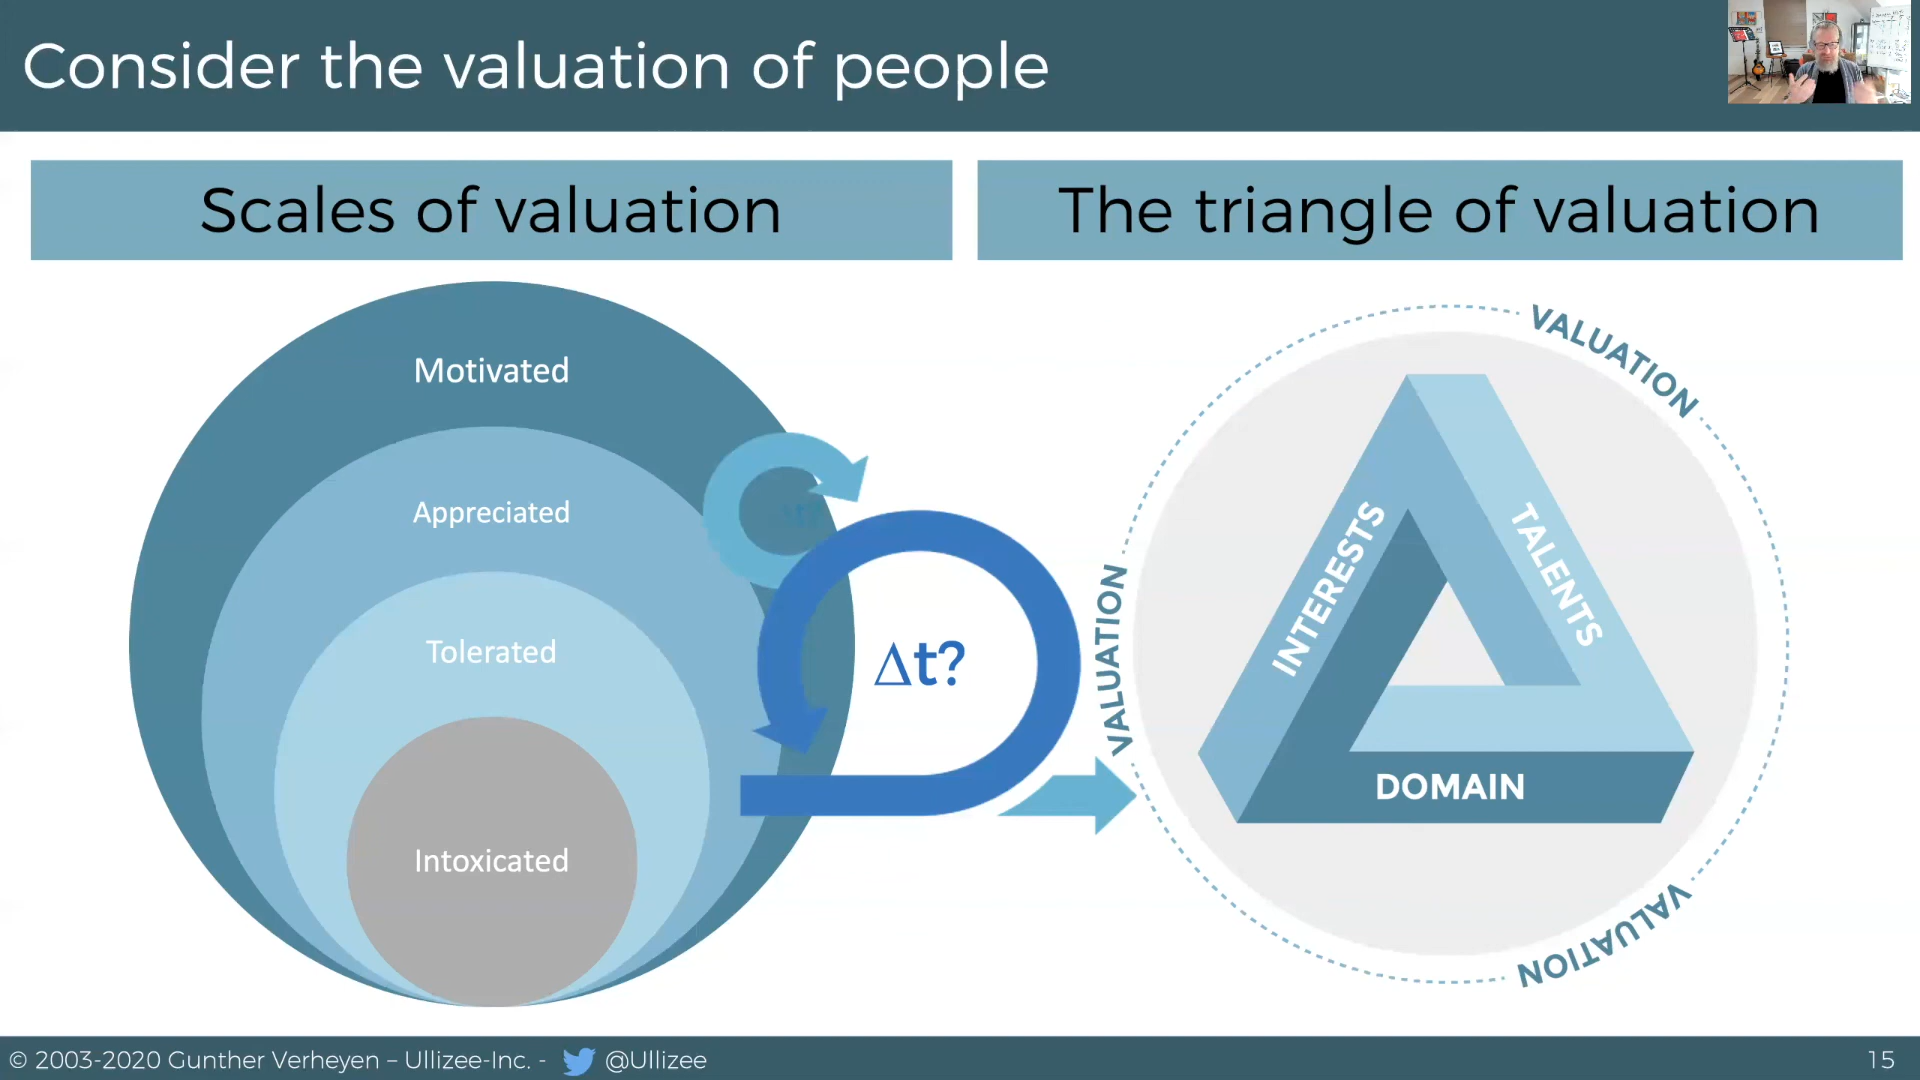 Consider the valuation of people
Scales of valuation
The triangle of valuation
Motivated
Appreciated
Tolerated
Intoxicated
Δt?
VALUATION
VALUATION
VALUATION
INTERESTS
TALENTS
DOMAIN
© 2003-2020 Gunther Verheyen – Ullizee-Inc. - @Ullizee
15